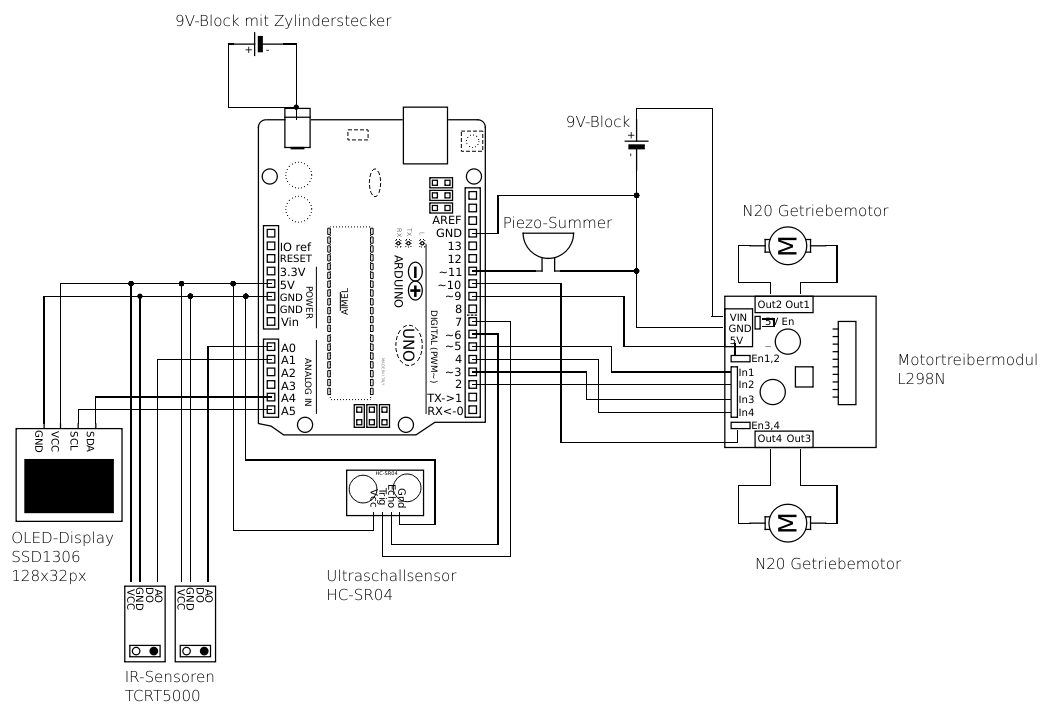 9V-Block mit Zylinderstecker
+ -
9V-Block
+
-
N20 Getriebemotor
M
Piezo-Summer
AREF
GND
13
12
~11
~10
~9
8
7
~6
~5
4
~3
2
TX->1
RX<-0
IO ref
RESET
3.3V
5V
GND
GND
Vin
POWER
A0
A1
A2
A3
A4
A5
ANALOG IN
RX
TX
L
ARDUINO
UNO
DIGITAL (PWM~)
Out2 Out1
VIN
GND
5V
5V En
En1,2
In1
In2
In3
In4
En3,4
Out4 Out3
Motortreibermodul
L298N
M
N20 Getriebemotor
GND
VCC
SCL
SDA
OLED-Display
SSD1306
128x32px
HC-SR04
Vcc
Trig
Echo
Gnd
Ultraschallsensor
HC-SR04
VCC
GND
DO
AO
VCC
GND
DO
AO
IR-Sensoren
TCRT5000